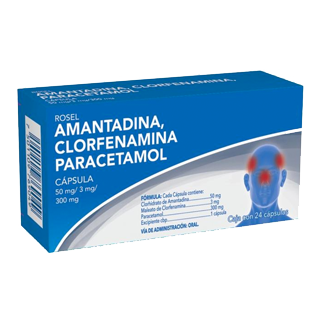 ROSEL
AMANTADINA,
CLORFENAMINA
PARACETAMOL
CÁPSULA
50 mg/ 3 mg/
300 mg
FÓRMULA: Cada Cápsula contiene:
Clorhidrato de Amantadina 50 mg
Maleato de Clorfenamina 3 mg
Paracetamol 300 mg
Excipiente cbp. 1 cápsula
VÍA DE ADMINISTRACIÓN: ORAL.
Caja con 24 cápsulas